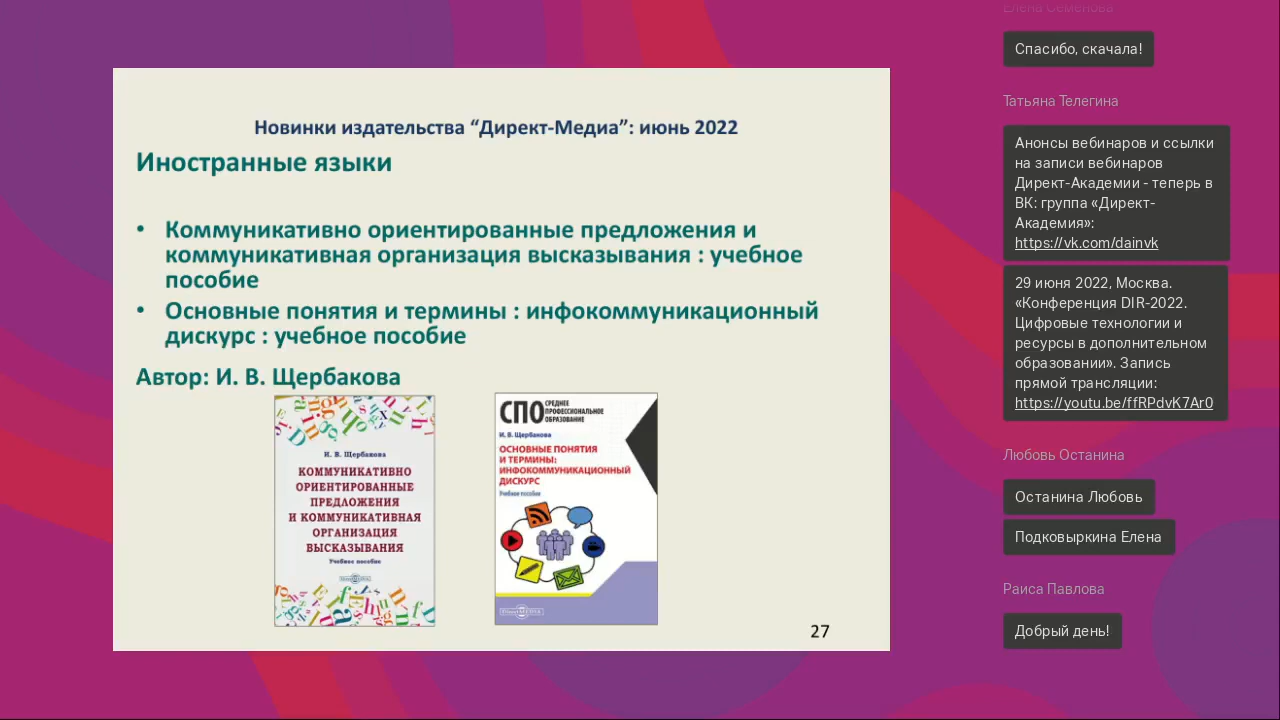 Новинки издательства “Директ-Медиа”: июнь 2022
Иностранные языки
• Коммуникативно ориентированные предложения и
коммуникативная организация высказывания : учебное
пособие
• Основные понятия и термины : инфокоммуникационный
дискурс : учебное пособие
Автор: И. В. Щербакова
И. В. Щербакова
КОММУНИКАТИВНО
ОРИЕНТИРОВАННЫЕ
ПРЕДЛОЖЕНИЯ
И КОММУНИКАТИВНАЯ
ОРГАНИЗАЦИЯ
ВЫСКАЗЫВАНИЯ
Учебное пособие
СПО СРЕДНЕЕ
ПРОФЕССИОНАЛЬНОЕ
ОБРАЗОВАНИЕ
И. В. Щербакова
ОСНОВНЫЕ ПОНЯТИЯ
И ТЕРМИНЫ:
ИНФОКОММУНИКАЦИОННЫЙ
ДИСКУРС
Учебное пособие
27
Елена Семенова
Спасибо, скачала!
Татьяна Телегина
Анонсы вебинаров и ссылки
на записи вебинаров
Директ-Академии - теперь в
ВК: группа «Директ-
Академия»:
https://vk.com/dainvk
29 июня 2022, Москва.
«Конференция DIR-2022.
Цифровые технологии и
ресурсы в дополнительном
образовании». Запись
прямой трансляции:
https://youtu.be/ffRPdvK7Ar0
Любовь Останина
Останина Любовь
Подковыркина Елена
Раиса Павлова
Добрый день!